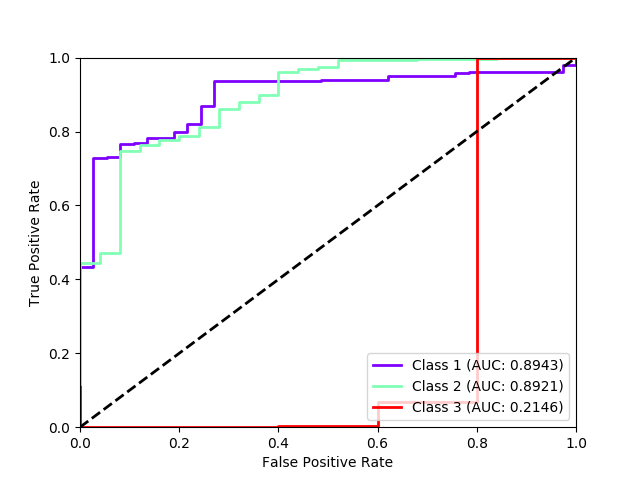 1.0
0.8
0.6
0.4
0.2
0.0
True Positive Rate
0.0 0.2 0.4 0.6 0.8 1.0
False Positive Rate
Class 1 (AUC: 0.8943)
Class 2 (AUC: 0.8921)
Class 3 (AUC: 0.2146)